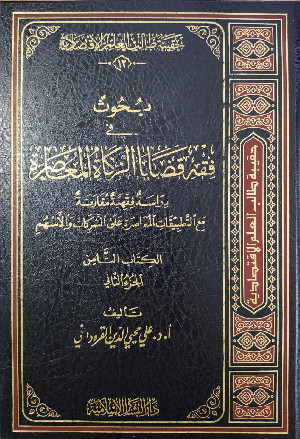 حقيبة طالب العلم الاقتصادية
(١٢)
بحوث
في
فقه قضايا الزكاة المعاصرة
دراسة فقهية مقارنة
مع التطبيقات المعاصرة على الشركات والأسهم
الكتاب الثامن
الجزء الثاني
تأليف
أ.د. علي محيي الدين القره داغي
دار البشائر الإسلامية
حقيبة طالب العلم الاقتصادية